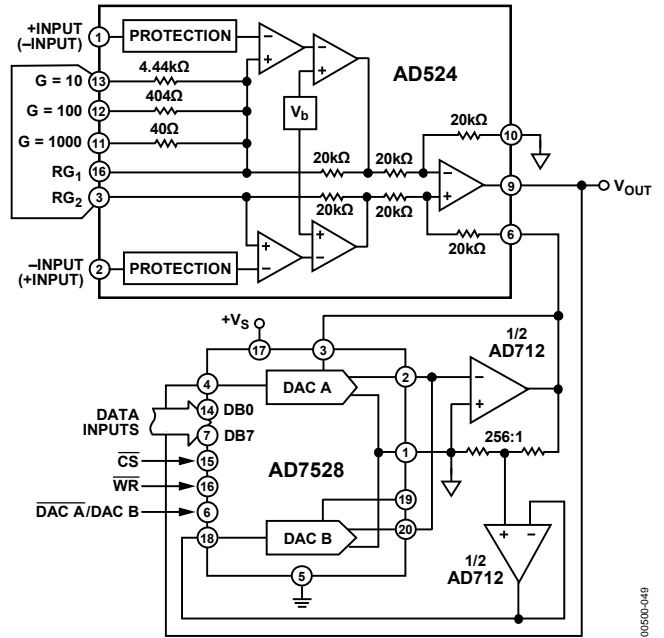 +INPUT
(–INPUT)
1
PROTECTION
AD524
4.44kΩ
G = 10
13
404Ω
G = 100
12
Vb
40Ω
G = 1000
11
20kΩ
10
RG1
16
20kΩ
20kΩ
9
VOUT
RG2
3
20kΩ
20kΩ
20kΩ
6
–INPUT
(+INPUT)
2
PROTECTION
+VS
17
3
1/2
AD712
4
DAC A
2
DATA
INPUTS
14
DB0
7
DB7
256:1
CS
15
1
WR
16
AD7528
19
DAC A/DAC B
6
20
18
DAC B
1/2
AD712
5
00500-049